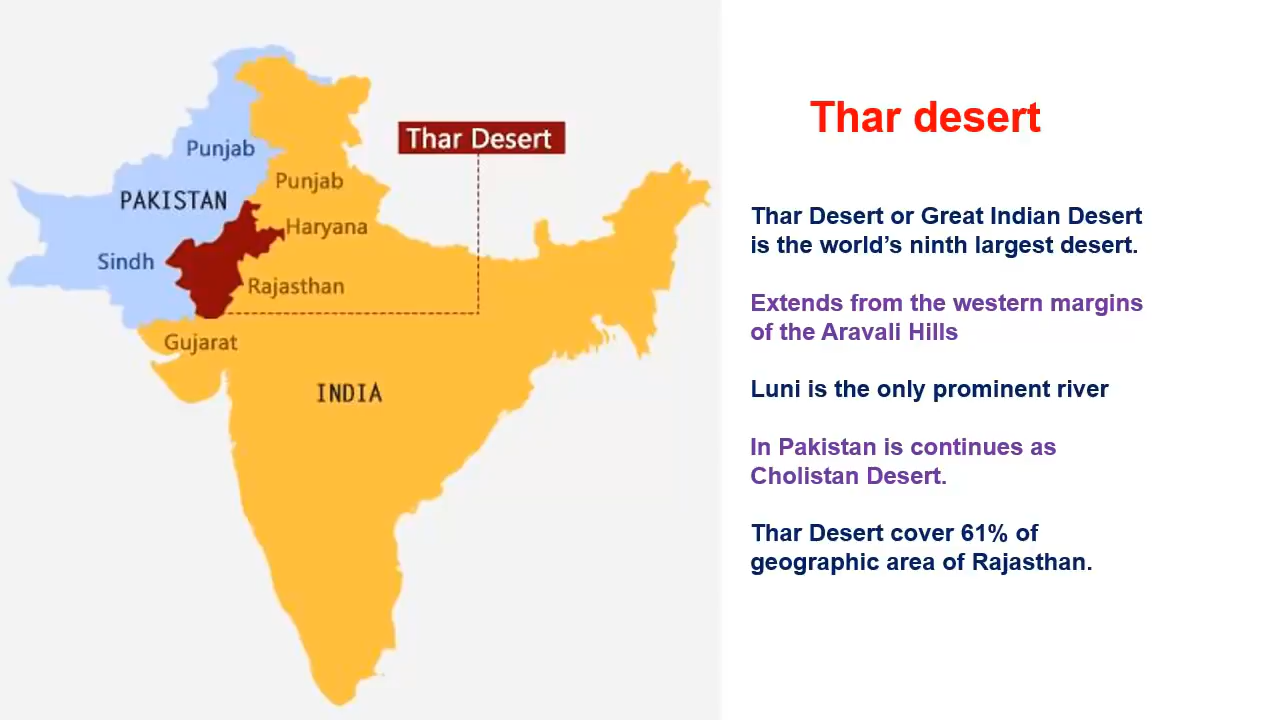 Thar desert
Thar Desert
Punjab
Punjab
PAKISTAN
Haryana
Sindh
Rajasthan
Gujarat
INDIA
Thar Desert or Great Indian Desert
is the world’s ninth largest desert.
Extends from the western margins
of the Aravali Hills
Luni is the only prominent river
In Pakistan is continues as
Cholistan Desert.
Thar Desert cover 61% of
geographic area of Rajasthan.